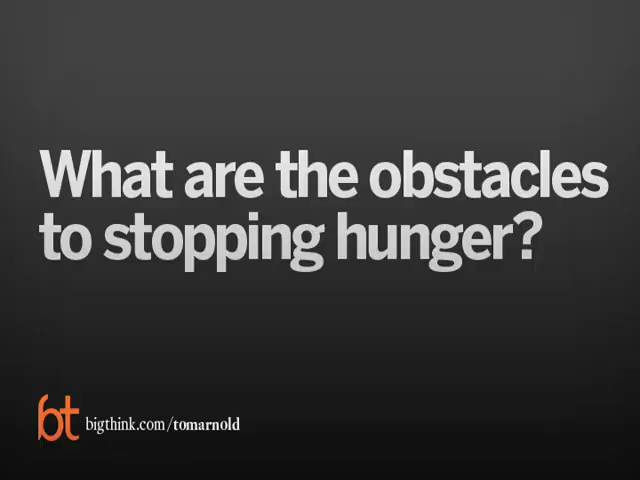 What are the obstacles
to stopping hunger?
bt bigthink.com/tomarnold